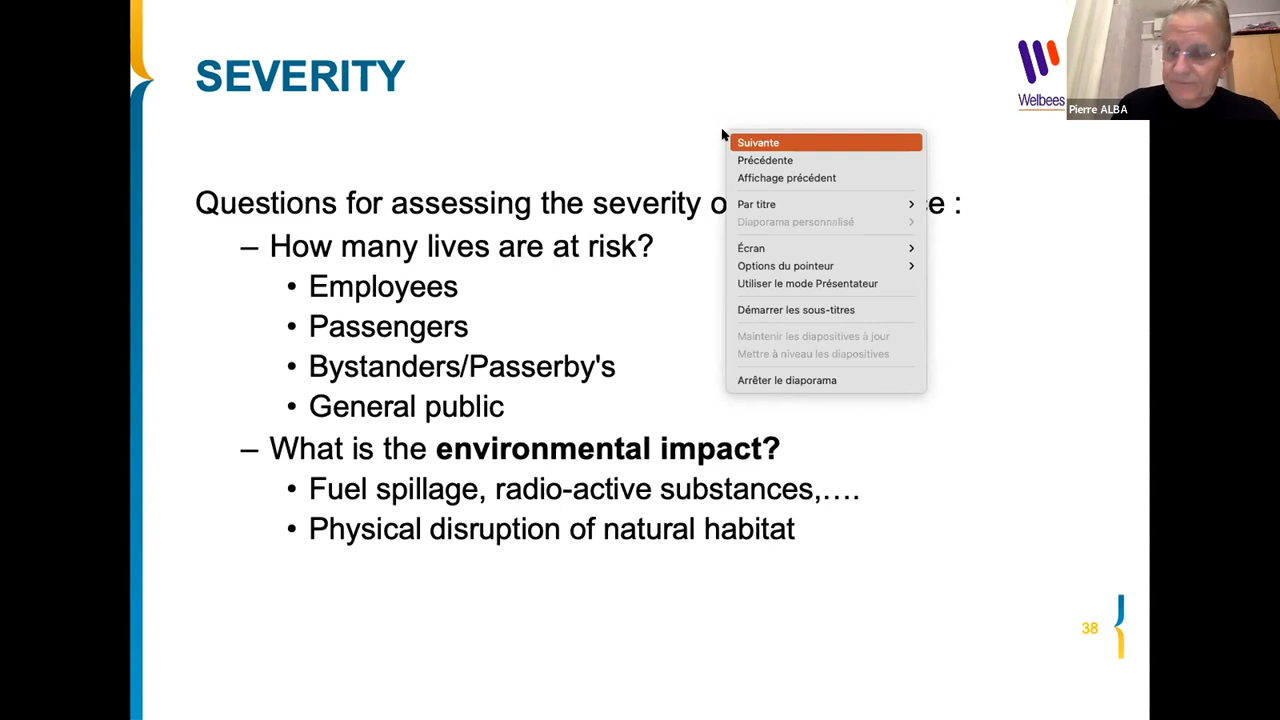 SEVERITY
Welbees
Pierre ALBA
Suivante
Précédente
Affichage précédent
Par titre
Diaporama personnalisé
Écran
Options du pointeur
Utiliser le mode Présentateur
Démarrer les sous-titres
Maintenir les diapositives à jour
Mettre à niveau les diapositives
Arrêter le diaporama
Questions for assessing the severity :
– How many lives are at risk?
• Employees
• Passengers
• Bystanders/Passerby's
• General public
– What is the environmental impact?
• Fuel spillage, radio-active substances,….
• Physical disruption of natural habitat
38